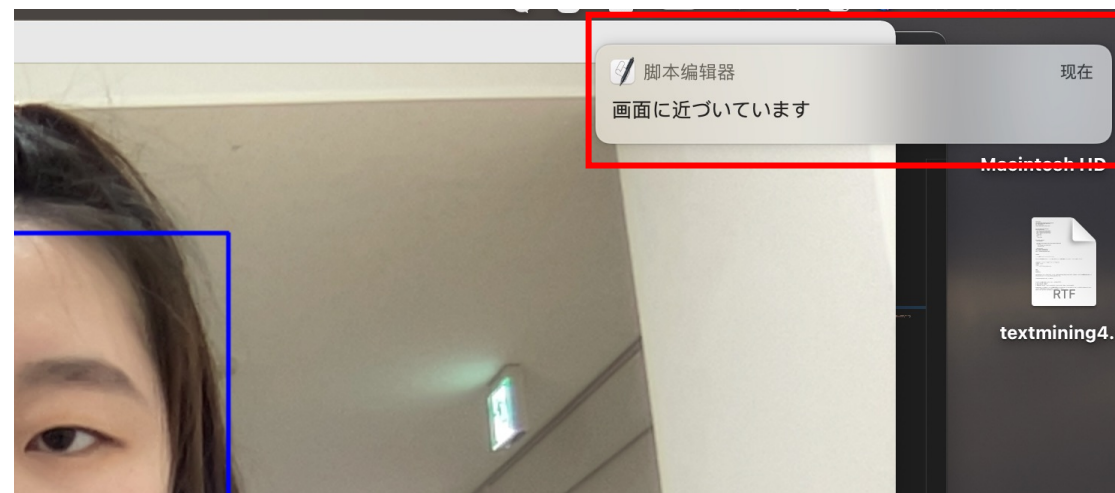 脚本编辑器
现在
画面に近づいています
Macintosh HD
RTF
textmining4.